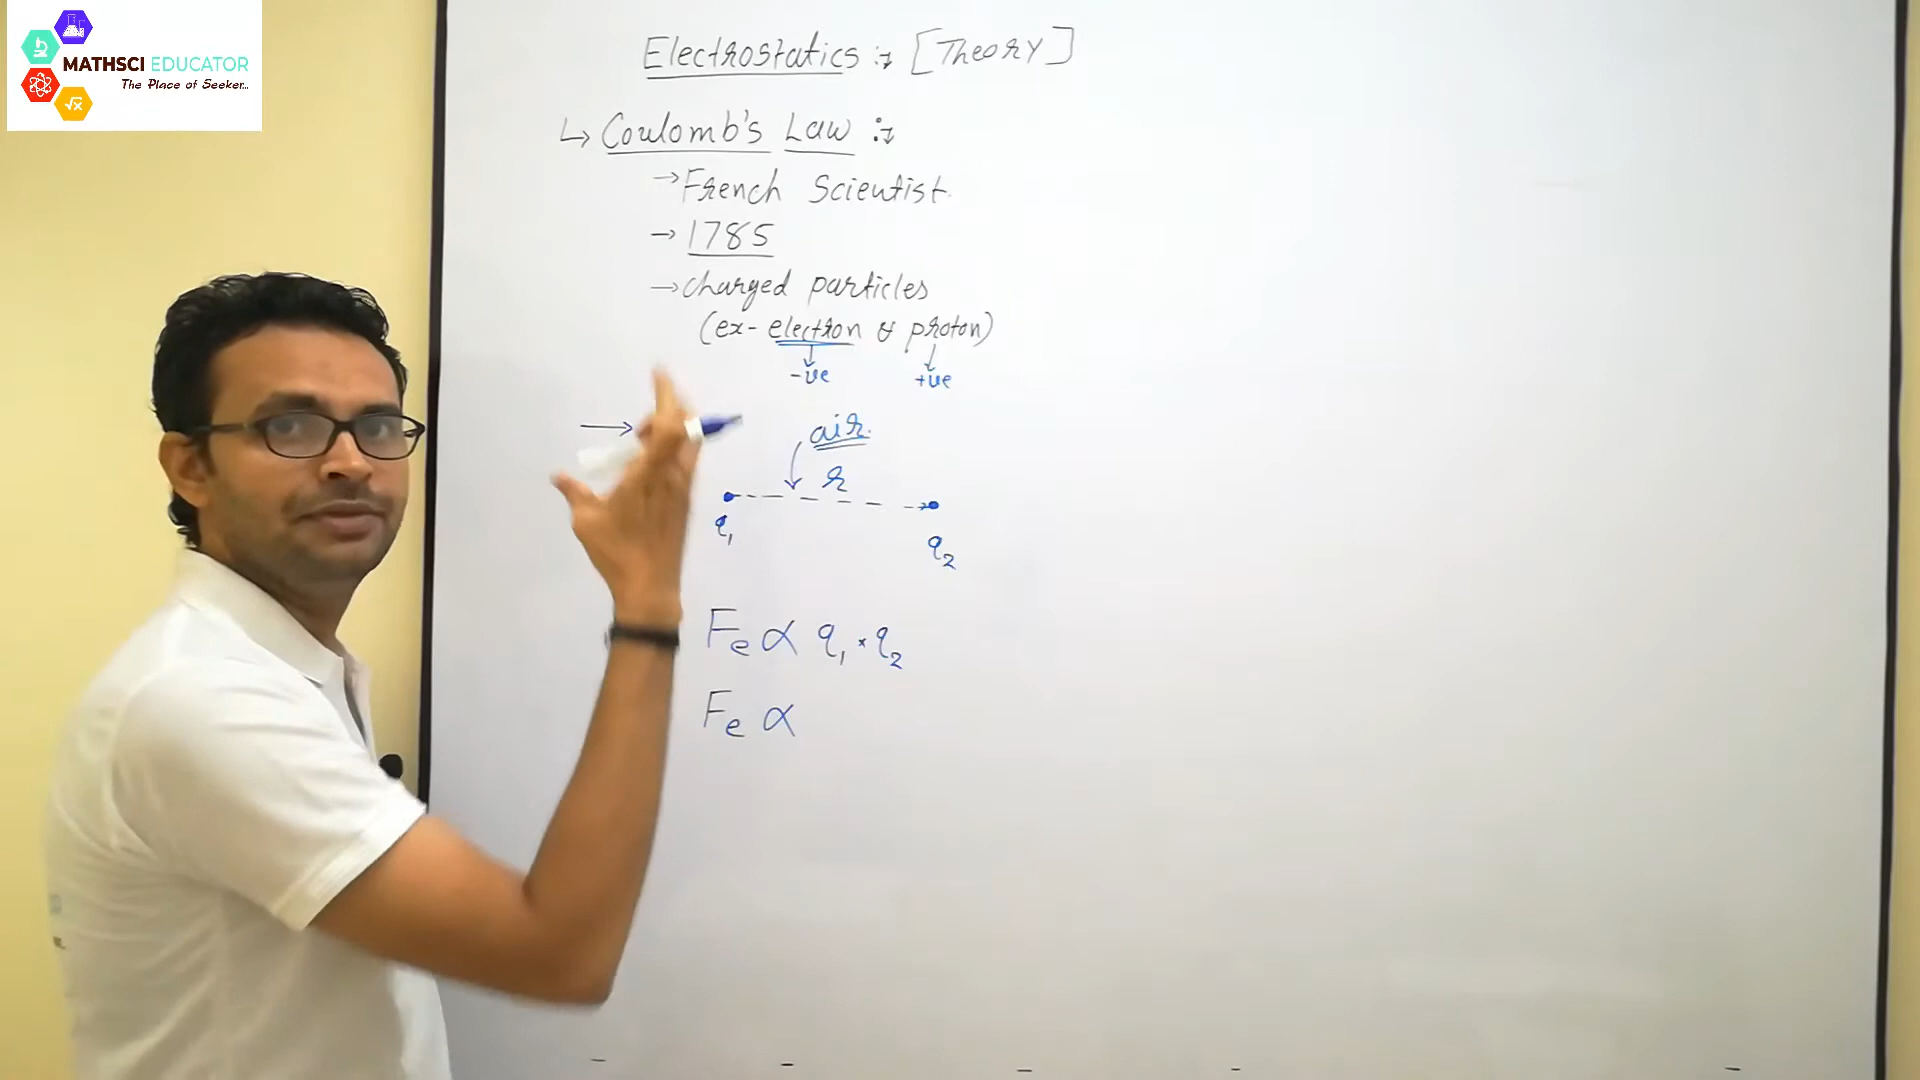 MATHSCI EDUCATOR
The Place of Seeker...
√x
Electrostatics :→ [Theory]
↳ Coulomb's Law :→
→ French Scientist.
→ 1785
→ charged particles
(ex- electron & proton)
-ve +ve
→
air.
r
q₁
q₂
Fe ∝ q₁ × q₂
Fe ∝